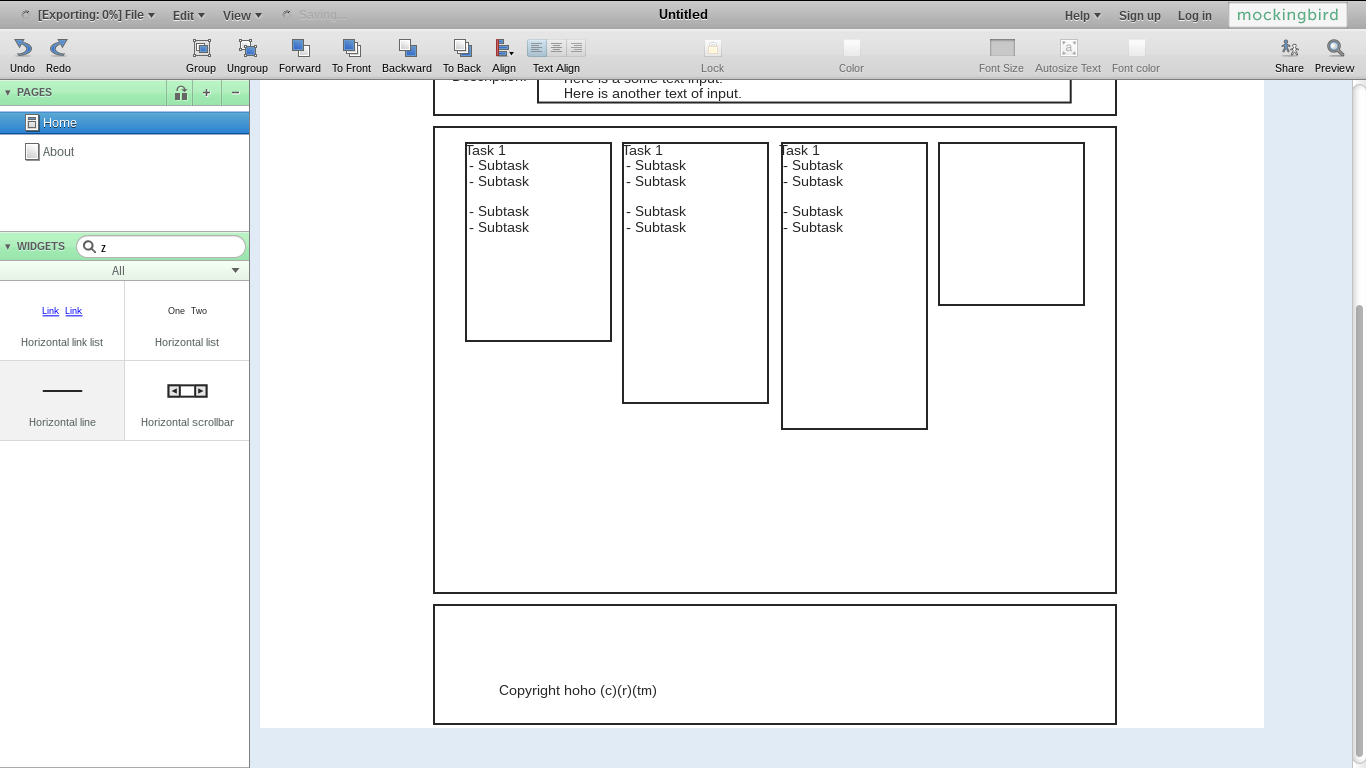 [Exporting: 0%] File Edit View Saving... Untitled Help Sign up Log in mockingbird
Undo Redo Group Ungroup Forward To Front Backward To Back Align Text Align Lock Color Font Size Autosize Text Font color Share Preview
PAGES + −
Home
About
WIDGETS z
All
Link Link
Horizontal link list
One Two
Horizontal list
Horizontal line
Horizontal scrollbar
Description:
Here is a some text input.
Here is another text of input.
Task 1
- Subtask
- Subtask
- Subtask
- Subtask
Task 1
- Subtask
- Subtask
- Subtask
- Subtask
Task 1
- Subtask
- Subtask
- Subtask
- Subtask
Copyright hoho (c)(r)(tm)